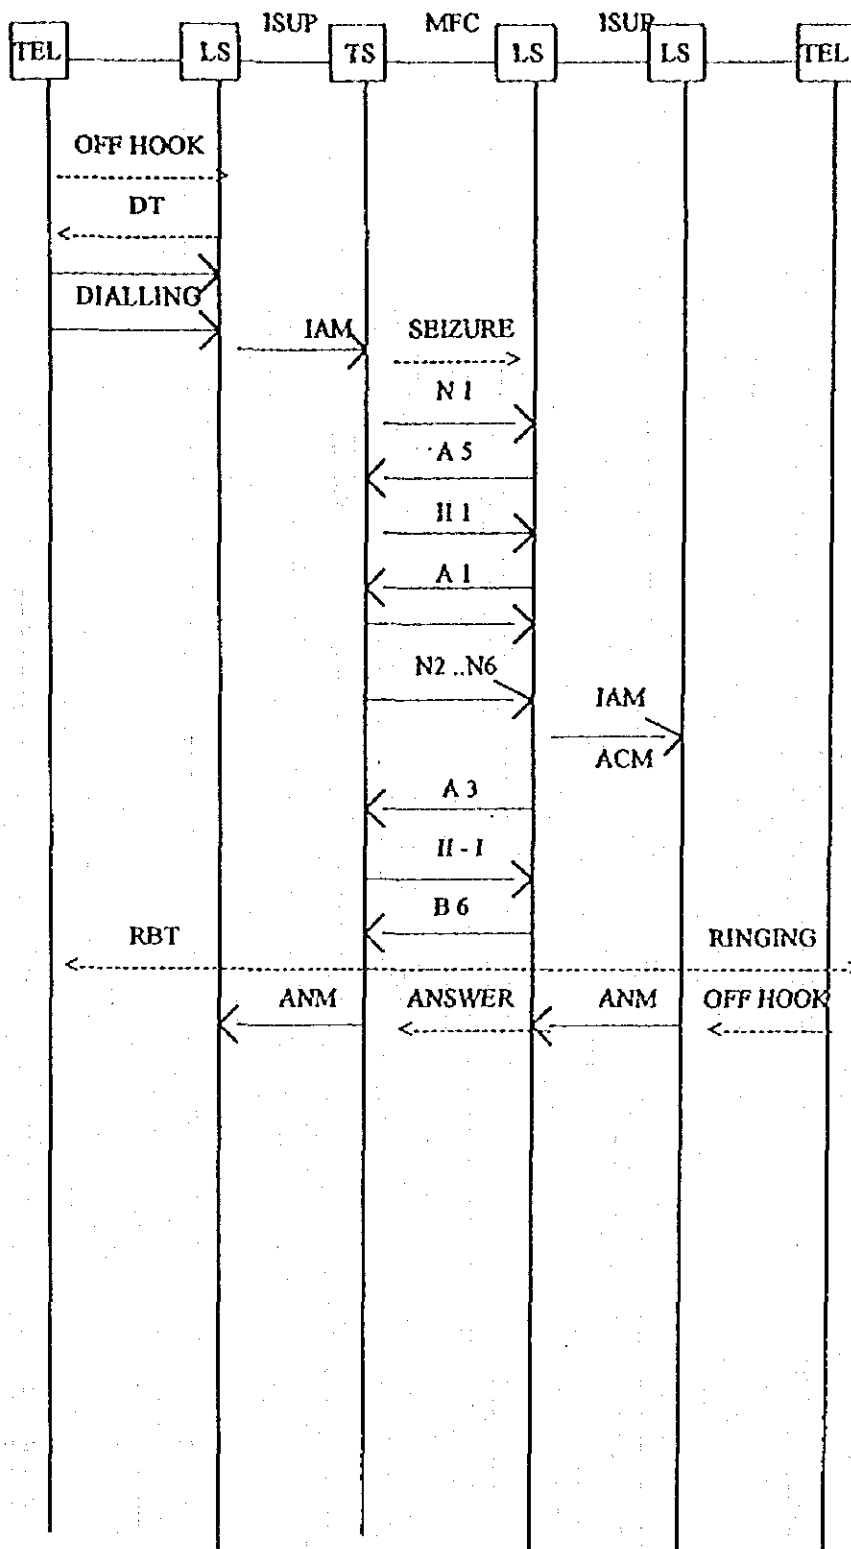 ISUP MFC ISUP
TEL LS TS LS LS TEL
OFF HOOK
DT
DIALLING
IAM SEIZURE
N 1
A 5
II 1
A 1
N2 ..N6
IAM
ACM
A 3
II - I
B 6
RBT RINGING
ANM ANSWER ANM OFF HOOK